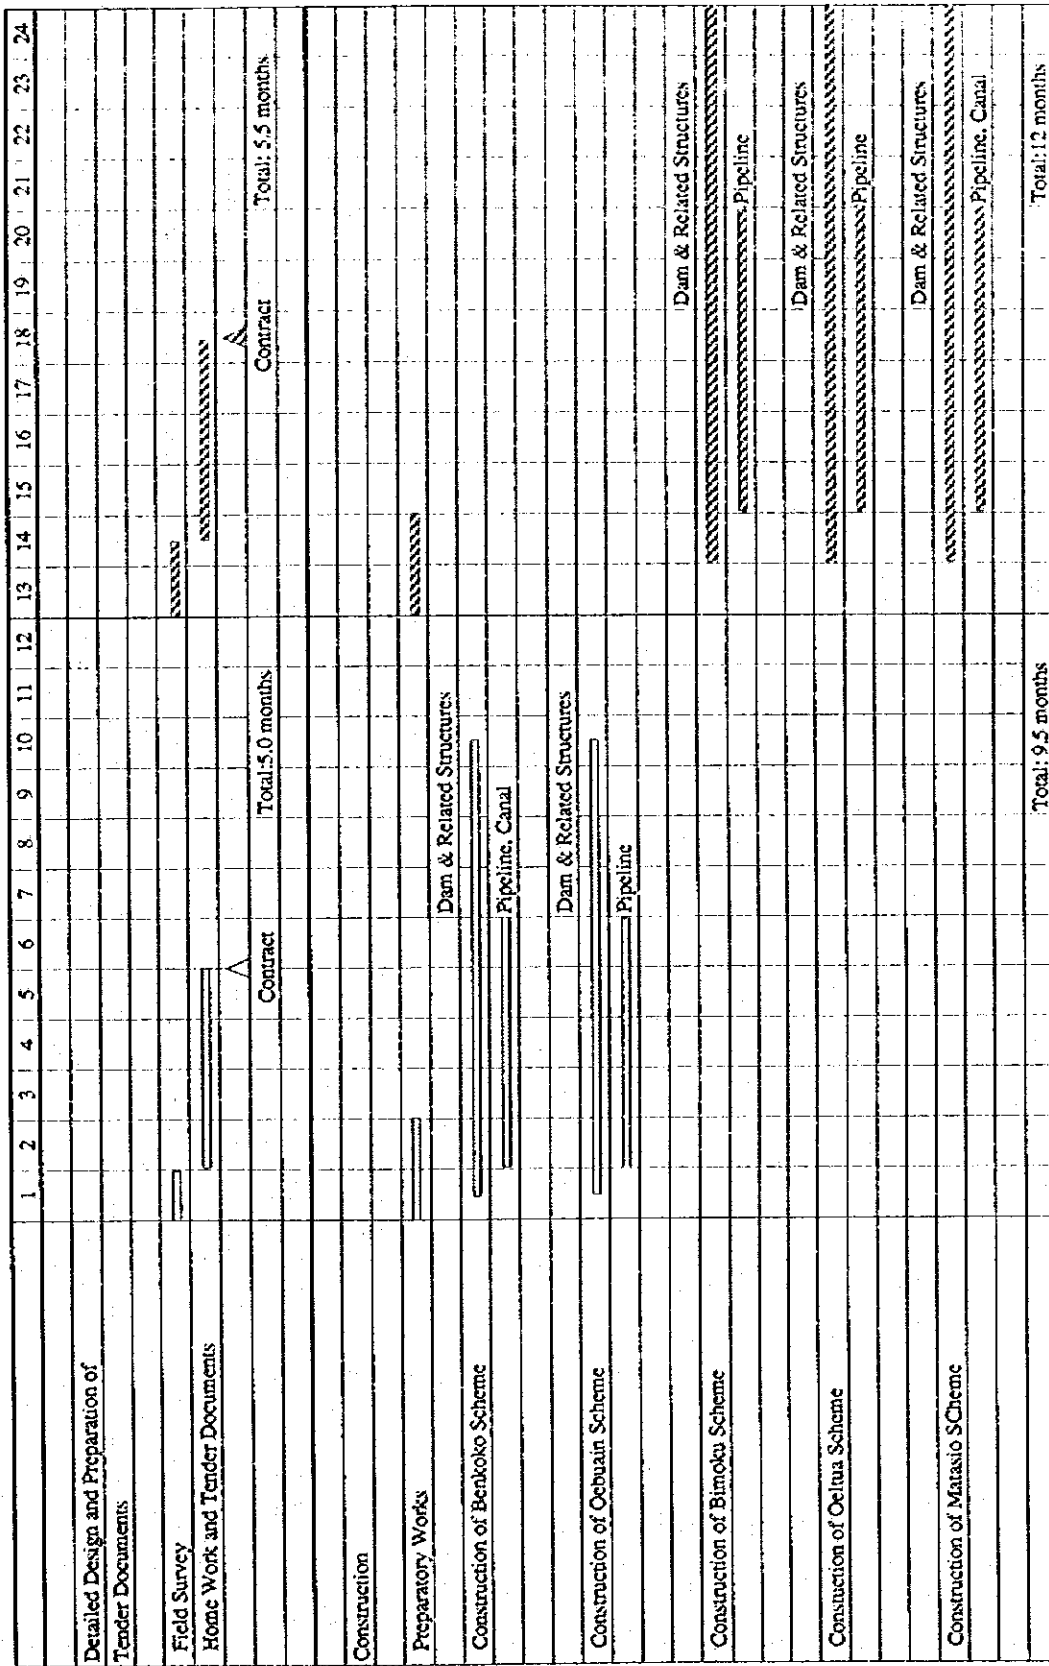 1 2 3 4 5 6 7 8 9 10 11 12 13 14 15 16 17 18 19 20 21 22 23 24
Detailed Design and Preparation of
Tender Documents
Field Survey
Home Work and Tender Documents
Contract Contract
Total:5.0 months Total: 5.5 months
Construction
Preparatory Works
Dam & Related Structures
Construction of Benkoko Scheme
Pipeline, Canal
Dam & Related Structures
Construction of Oebuain Scheme
Pipeline
Dam & Related Structures
Construction of Bimoku Scheme
Pipeline
Dam & Related Structures
Constuction of Oeltua Scheme
Pipeline
Dam & Related Structures
Construction of Matasio SCheme
Pipeline, Canal
Total: 9.5 months Total:12 months